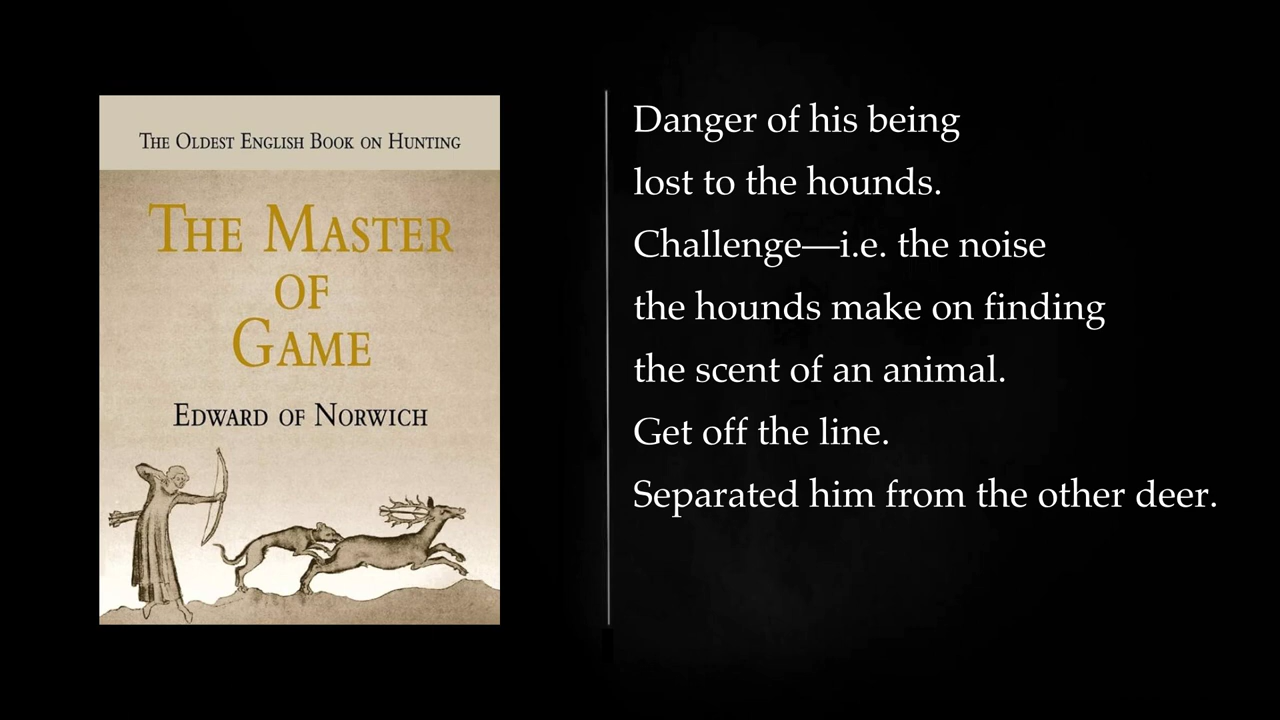 The Oldest English Book on Hunting
The Master
of
Game
Edward of Norwich
Danger of his being
lost to the hounds.
Challenge—i.e. the noise
the hounds make on finding
the scent of an animal.
Get off the line.
Separated him from the other deer.